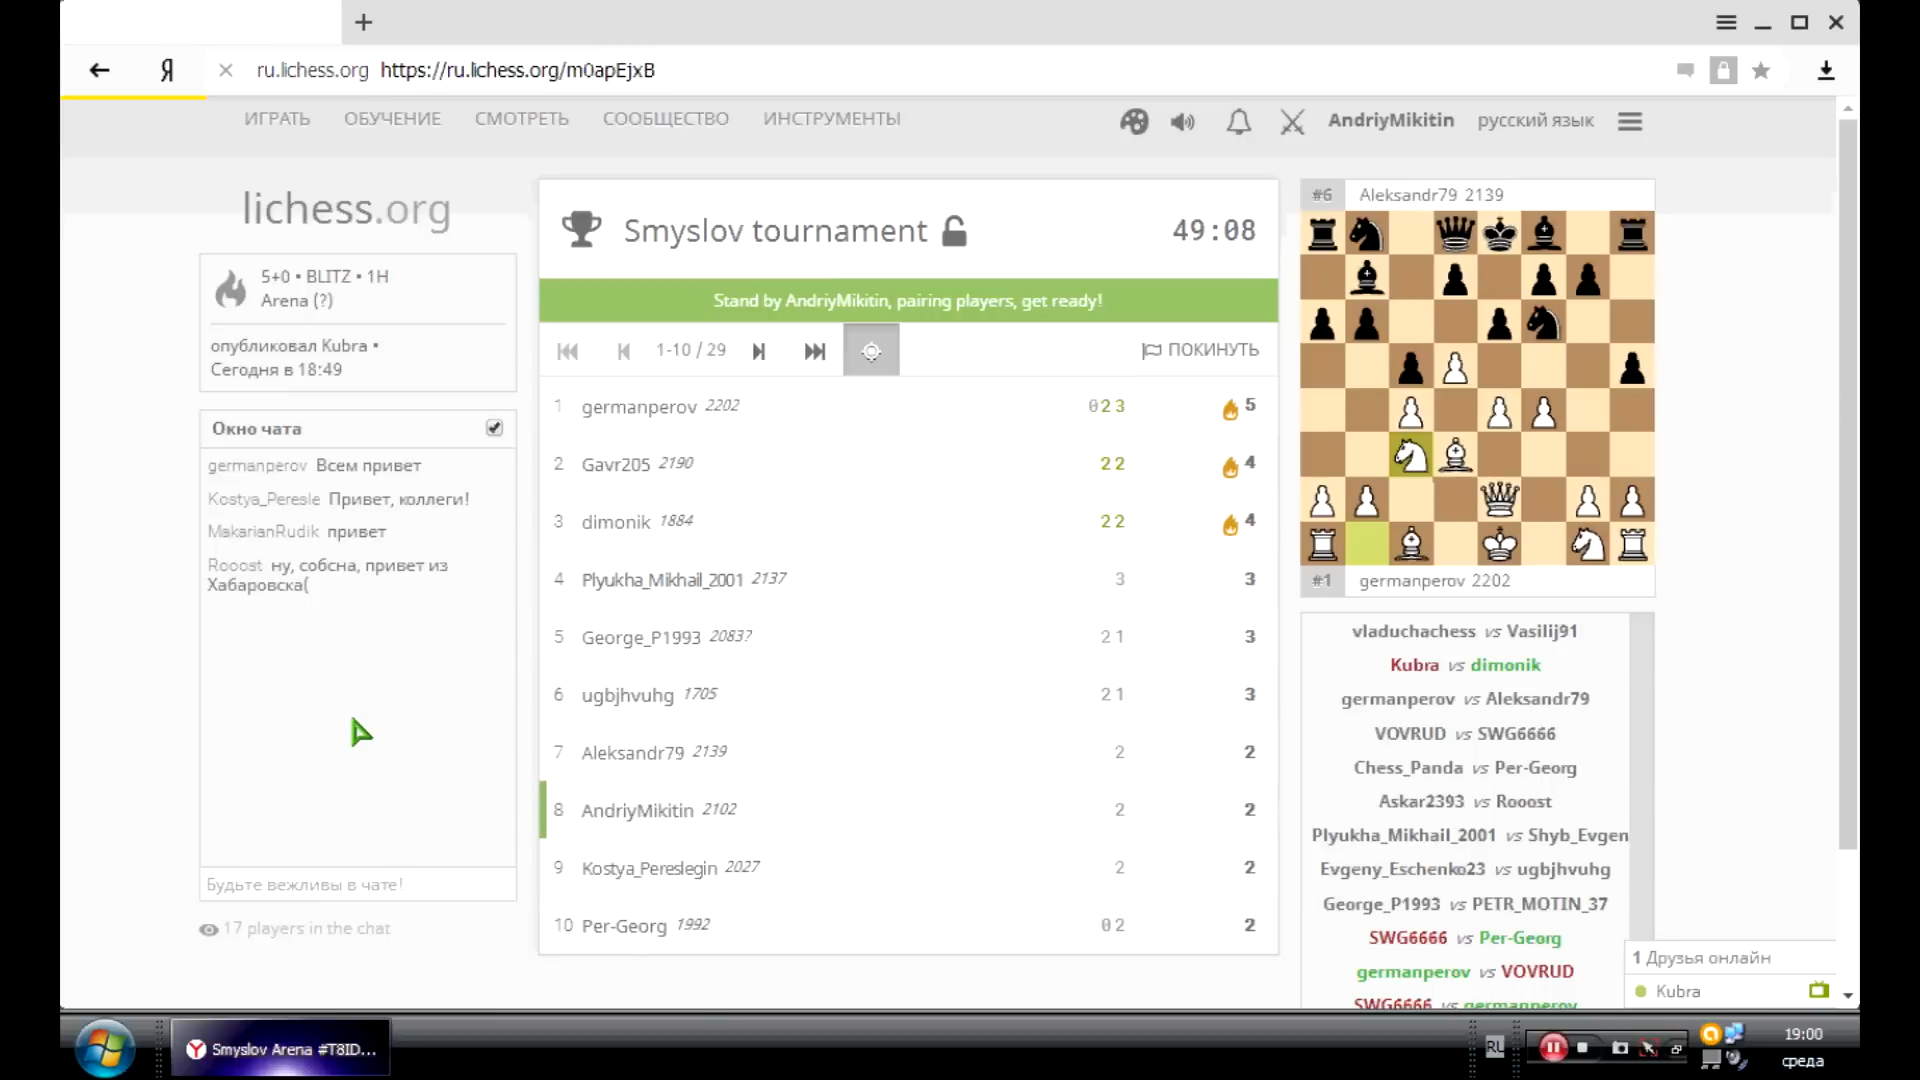 ru.lichess.org https://ru.lichess.org/m0apEjxB
ИГРАТЬ ОБУЧЕНИЕ СМОТРЕТЬ СООБЩЕСТВО ИНСТРУМЕНТЫ
AndriyMikitin русский язык
lichess.org
5+0 • BLITZ • 1H
Arena (?)
опубликовал Kubra •
Сегодня в 18:49
Окно чата
germanperov Всем привет
Kostya_Peresle Привет, коллеги!
MakarianRudik привет
Rooost ну, собсна, привет из
Хабаровска(
Будьте вежливы в чате!
17 players in the chat
Smyslov tournament 49:08
Stand by AndriyMikitin, pairing players, get ready!
1-10 / 29 ПОКИНУТЬ
1 germanperov 2202 023 5
2 Gavr205 2190 22 4
3 dimonik 1884 22 4
4 Plyukha_Mikhail_2001 2137 3 3
5 George_P1993 2083? 21 3
6 ugbjhvuhg 1705 21 3
7 Aleksandr79 2139 2 2
8 AndriyMikitin 2102 2 2
9 Kostya_Pereslegin 2027 2 2
10 Per-Georg 1992 02 2
#6 Aleksandr79 2139
#1 germanperov 2202
vladuchachess vs Vasilij91
Kubra vs dimonik
germanperov vs Aleksandr79
VOVRUD vs SWG6666
Chess_Panda vs Per-Georg
Askar2393 vs Rooost
Plyukha_Mikhail_2001 vs Shyb_Evgen
Evgeny_Eschenko23 vs ugbjhvuhg
George_P1993 vs PETR_MOTIN_37
SWG6666 vs Per-Georg
germanperov vs VOVRUD
SWG6666 vs germanperov
1 Друзья онлайн
Kubra
Smyslov Arena #T8ID...
RU
19:00
среда